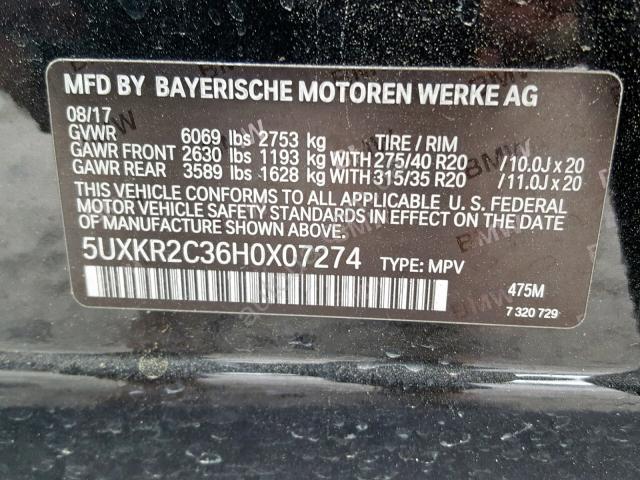 MFD BY BAYERISCHE MOTOREN WERKE AG
08/17
GVWR 6069 lbs 2753 kg TIRE / RIM
GAWR FRONT 2630 lbs 1193 kg WITH 275/40 R20 /10.0J x 20
GAWR REAR 3589 lbs 1628 kg WITH 315/35 R20 /11.0J x 20
THIS VEHICLE CONFORMS TO ALL APPLICABLE U. S. FEDERAL
MOTOR VEHICLE SAFETY STANDARDS IN EFFECT ON THE DATE
OF MANUFACTURE SHOWN ABOVE.
5UXKR2C36H0X07274 TYPE: MPV
475M
7 320 729